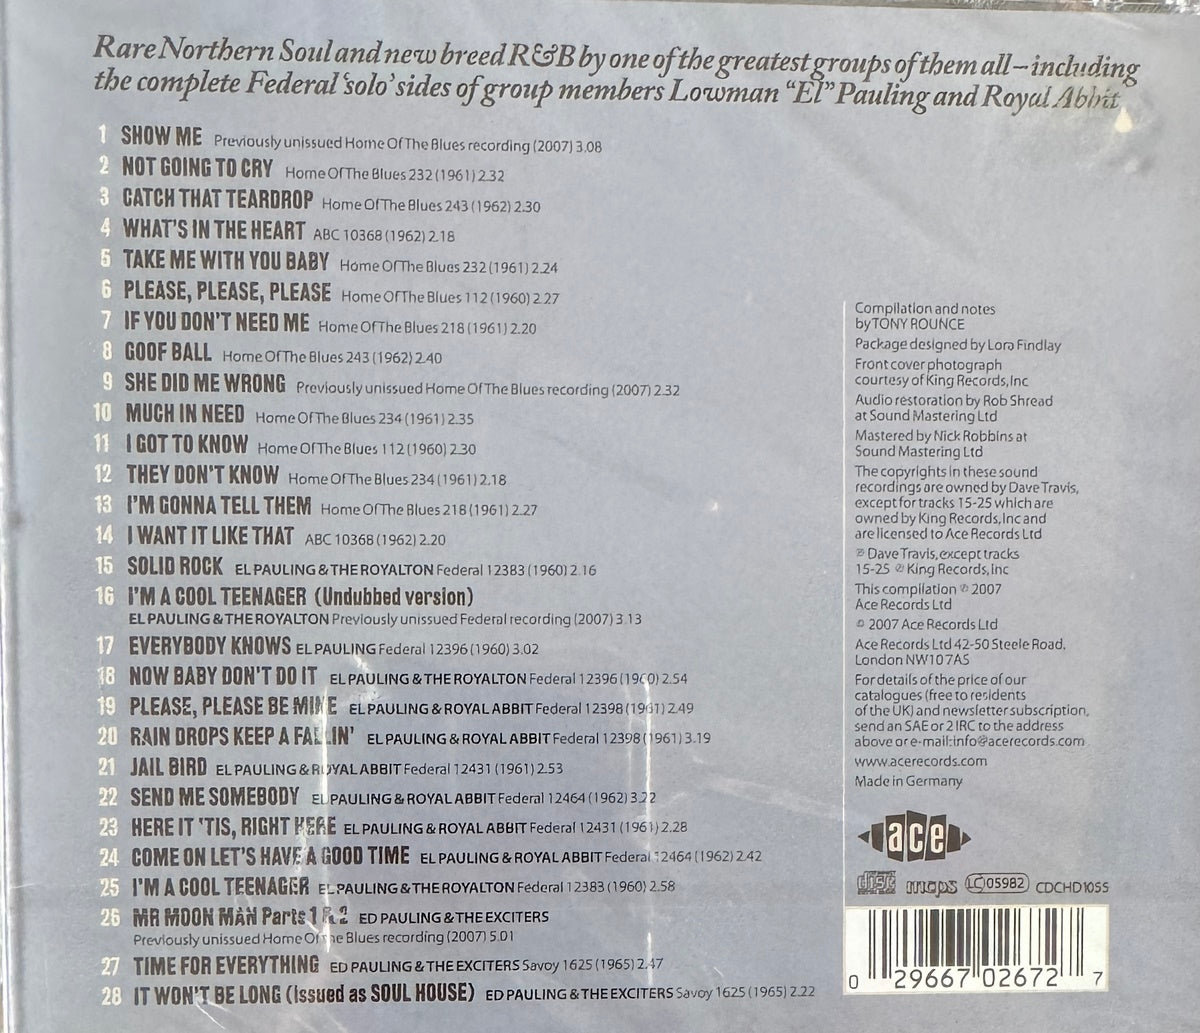 Rare Northern Soul and new breed R&B by one of the greatest groups of them all – including
the complete Federal 'solo' sides of group members Lowman "El" Pauling and Royal Abbit
1 SHOW ME Previously unissued Home Of The Blues recording (2007) 3.08
2 NOT GOING TO CRY Home Of The Blues 232 (1961) 2.32
3 CATCH THAT TEARDROP Home Of The Blues 243 (1962) 2.30
4 WHAT'S IN THE HEART ABC 10368 (1962) 2.18
5 TAKE ME WITH YOU BABY Home Of The Blues 232 (1961) 2.24
6 PLEASE, PLEASE, PLEASE Home Of The Blues 112 (1960) 2.27
7 IF YOU DON'T NEED ME Home Of The Blues 218 (1961) 2.20
8 GOOF BALL Home Of The Blues 243 (1962) 2.40
9 SHE DID ME WRONG Previously unissued Home Of The Blues recording (2007) 2.32
10 MUCH IN NEED Home Of The Blues 234 (1961) 2.35
11 I GOT TO KNOW Home Of The Blues 112 (1960) 2.30
12 THEY DON'T KNOW Home Of The Blues 234 (1961) 2.18
13 I'M GONNA TELL THEM Home Of The Blues 218 (1961) 2.27
14 I WANT IT LIKE THAT ABC 10368 (1962) 2.20
15 SOLID ROCK EL PAULING & THE ROYALTON Federal 12383 (1960) 2.16
16 I'M A COOL TEENAGER (Undubbed version)
EL PAULING & THE ROYALTON Previously unissued Federal recording (2007) 3.13
17 EVERYBODY KNOWS EL PAULING Federal 12396 (1960) 3.02
18 NOW BABY DON'T DO IT EL PAULING & THE ROYALTON Federal 12396 (1960) 2.54
19 PLEASE, PLEASE BE MINE EL PAULING & ROYAL ABBIT Federal 12398 (1961) 2.49
20 RAIN DROPS KEEP A FALLIN' EL PAULING & ROYAL ABBIT Federal 12398 (1961) 3.19
21 JAIL BIRD EL PAULING & ROYAL ABBIT Federal 12431 (1961) 2.53
22 SEND ME SOMEBODY EL PAULING & ROYAL ABBIT Federal 12464 (1962) 3.22
23 HERE IT 'TIS, RIGHT HERE EL PAULING & ROYAL ABBIT Federal 12431 (1961) 2.28
24 COME ON LET'S HAVE A GOOD TIME EL PAULING & ROYAL ABBIT Federal 12464 (1962) 2.42
25 I'M A COOL TEENAGER EL PAULING & THE ROYALTON Federal 12383 (1960) 2.58
26 MR MOON MAN Parts 1 & 2 ED PAULING & THE EXCITERS
Previously unissued Home Of The Blues recording (2007) 5.01
27 TIME FOR EVERYTHING ED PAULING & THE EXCITERS Savoy 1625 (1965) 2.47
28 IT WON'T BE LONG (Issued as SOUL HOUSE) ED PAULING & THE EXCITERS Savoy 1625 (1965) 2.22
Compilation and notes
by TONY ROUNCE
Package designed by Lora Findlay
Front cover photograph
courtesy of King Records, Inc
Audio restoration by Rob Shread
at Sound Mastering Ltd
Mastered by Nick Robbins at
Sound Mastering Ltd
The copyrights in these sound
recordings are owned by Dave Travis,
except for tracks 15-25 which are
owned by King Records, Inc and
are licensed to Ace Records Ltd
℗ Dave Travis, except tracks
15-25 ℗ King Records, Inc
This compilation ℗ 2007
Ace Records Ltd
© 2007 Ace Records Ltd
Ace Records Ltd 42-50 Steele Road,
London NW10 7AS
For details of the price of our
catalogues (free to residents
of the UK) and newsletter subscription,
send an SAE or 2 IRC to the address
above or e-mail: info@acerecords.com
www.acerecords.com
Made in Germany
ace
disc mcps LC 05982 CDCHD 1055
0 29667 02672 7